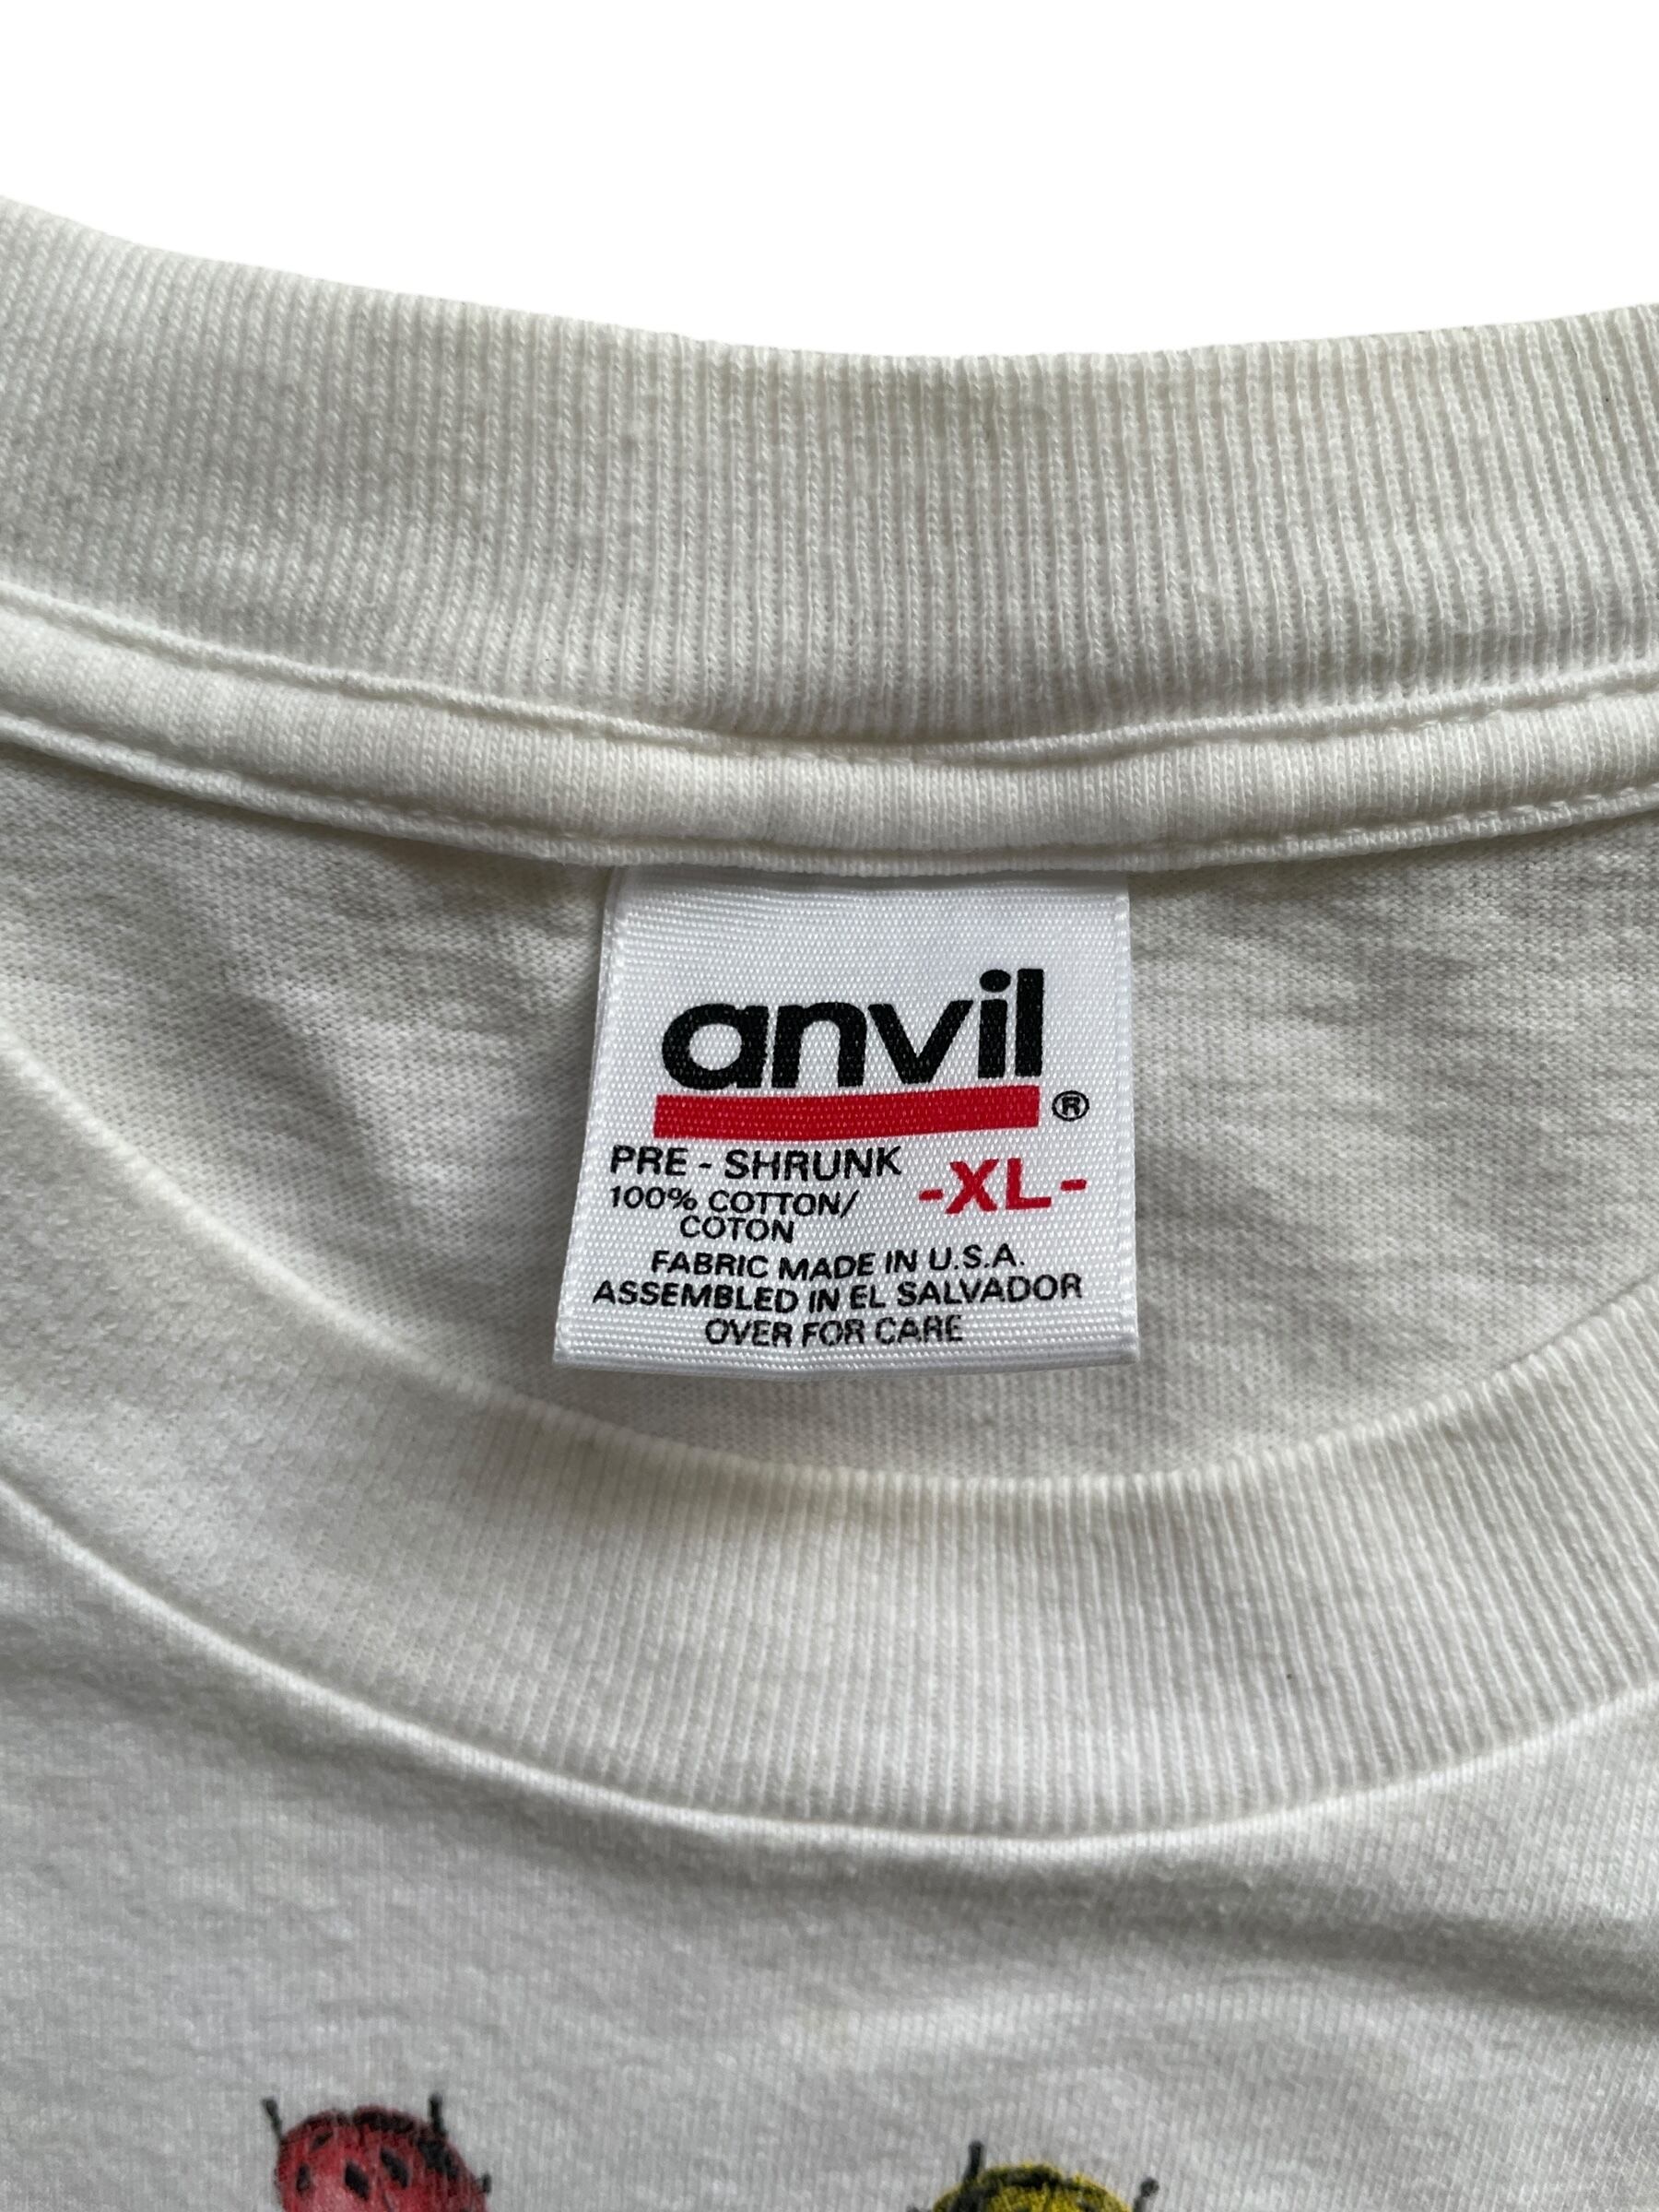 anvil
®
PRE - SHRUNK
-XL-
100% COTTON/
COTON
FABRIC MADE IN U.S.A.
ASSEMBLED IN EL SALVADOR
OVER FOR CARE